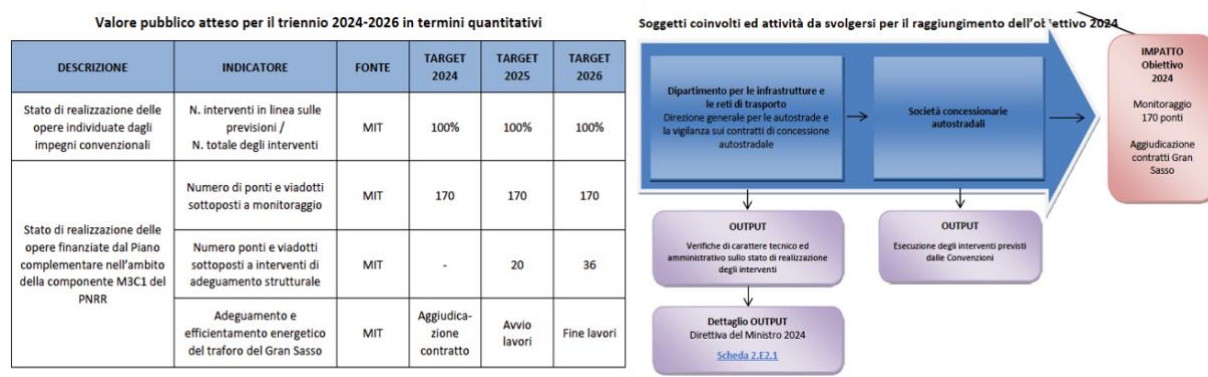 Valore pubblico atteso per il triennio 2024-2026 in termini quantitativi
DESCRIZIONE
INDICATORE
FONTE
TARGET
2024
TARGET
2025
TARGET
2026
Stato di realizzazione delle
opere individuate dagli
impegni convenzionali
N. interventi in linea sulle
previsioni /
N. totale degli interventi
MIT
100%
100%
100%
Stato di realizzazione delle
opere finanziate dal Piano
complementare nell'ambito
della componente M3C1 del
PNRR
Numero di ponti e viadotti
sottoposti a monitoraggio
MIT
170
170
170
Numero ponti e viadotti
sottoposti a interventi di
adeguamento strutturale
MIT
-
20
36
Adeguamento e
efficientamento energetico
del traforo del Gran Sasso
MIT
Aggiudica-
zione
contratto
Avvio
lavori
Fine lavori
Soggetti coinvolti ed attività da svolgersi per il raggiungimento dell'obiettivo 2024
Dipartimento per le infrastrutture e
le reti di trasporto
Direzione generale per le autostrade e
la vigilanza sui contratti di concessione
autostradale
Società concessionarie
autostradali
IMPATTO
Obiettivo
2024
Monitoraggio
170 ponti
Aggiudicazione
contratti Gran
Sasso
OUTPUT
Verifiche di carattere tecnico ed
amministrativo sullo stato di realizzazione
degli interventi
OUTPUT
Esecuzione degli interventi previsti
dalle Convenzioni
Dettaglio OUTPUT
Direttiva del Ministro 2024
Scheda 2.E2.1